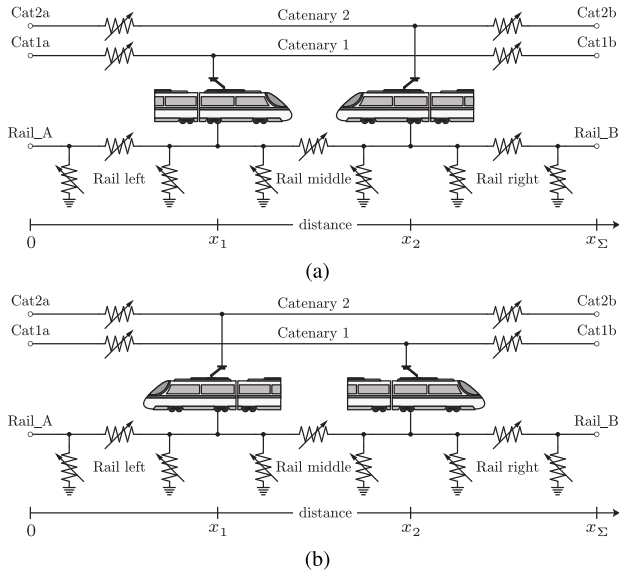 Cat2a Catenary 2 Cat2b
Cat1a Catenary 1 Cat1b
Rail_A Rail_B
Rail left Rail middle Rail right
distance
0 x₁ x₂ x_Σ
(a)
Cat2a Catenary 2 Cat2b
Cat1a Catenary 1 Cat1b
Rail_A Rail_B
Rail left Rail middle Rail right
distance
0 x₁ x₂ x_Σ
(b)